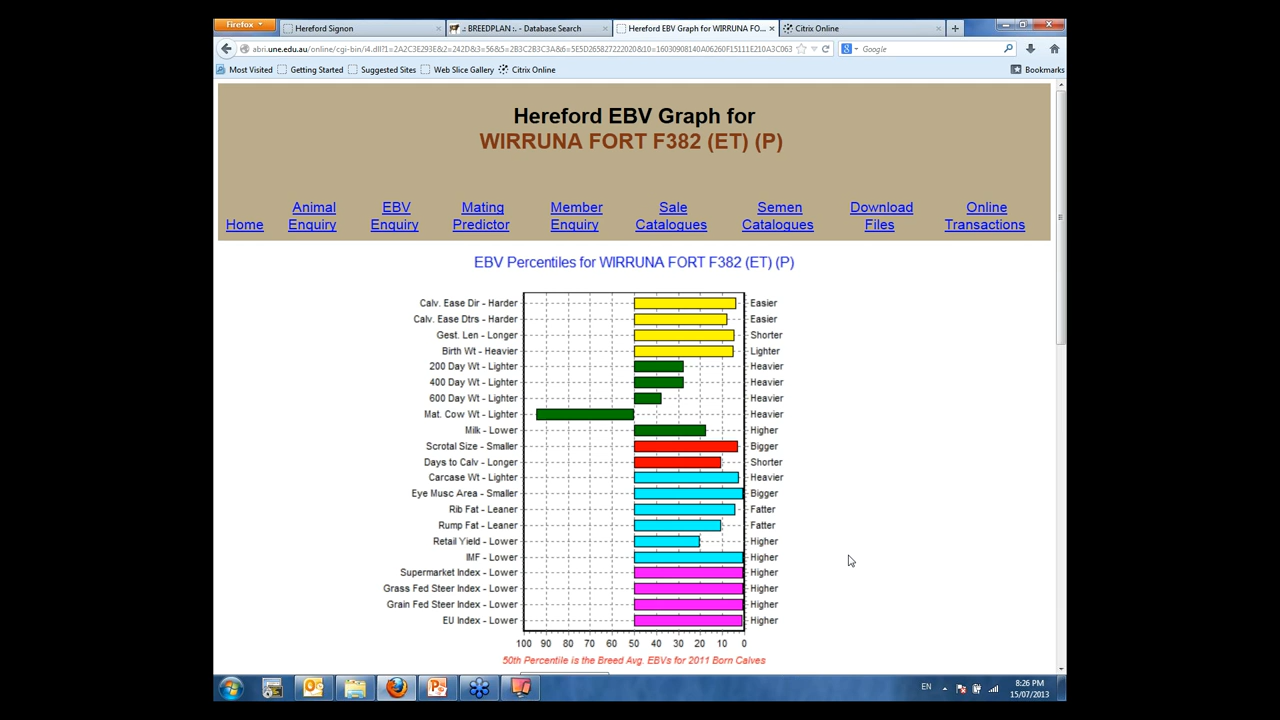 Firefox
Hereford Signon
.: BREEDPLAN :. - Database Search
Hereford EBV Graph for WIRRUNA FO...
Citrix Online
Google
Most Visited
Getting Started
Suggested Sites
Web Slice Gallery
Citrix Online
Bookmarks
Hereford EBV Graph for
WIRRUNA FORT F382 (ET) (P)
Home
Animal Enquiry
EBV Enquiry
Mating Predictor
Member Enquiry
Sale Catalogues
Semen Catalogues
Download Files
Online Transactions
EBV Percentiles for WIRRUNA FORT F382 (ET) (P)
Calv. Ease Dir - Harder Easier
Calv. Ease Dtrs - Harder Easier
Gest. Len - Longer Shorter
Birth Wt - Heavier Lighter
200 Day Wt - Lighter Heavier
400 Day Wt - Lighter Heavier
600 Day Wt - Lighter Heavier
Mat. Cow Wt - Lighter Heavier
Milk - Lower Higher
Scrotal Size - Smaller Bigger
Days to Calv - Longer Shorter
Carcase Wt - Lighter Heavier
Eye Musc Area - Smaller Bigger
Rib Fat - Leaner Fatter
Rump Fat - Leaner Fatter
Retail Yield - Lower Higher
IMF - Lower Higher
Supermarket Index - Lower Higher
Grass Fed Steer Index - Lower Higher
Grain Fed Steer Index - Lower Higher
EU Index - Lower Higher
100 90 80 70 60 50 40 30 20 10 0
50th Percentile is the Breed Avg. EBVs for 2011 Born Calves
EN
8:26 PM
15/07/2013